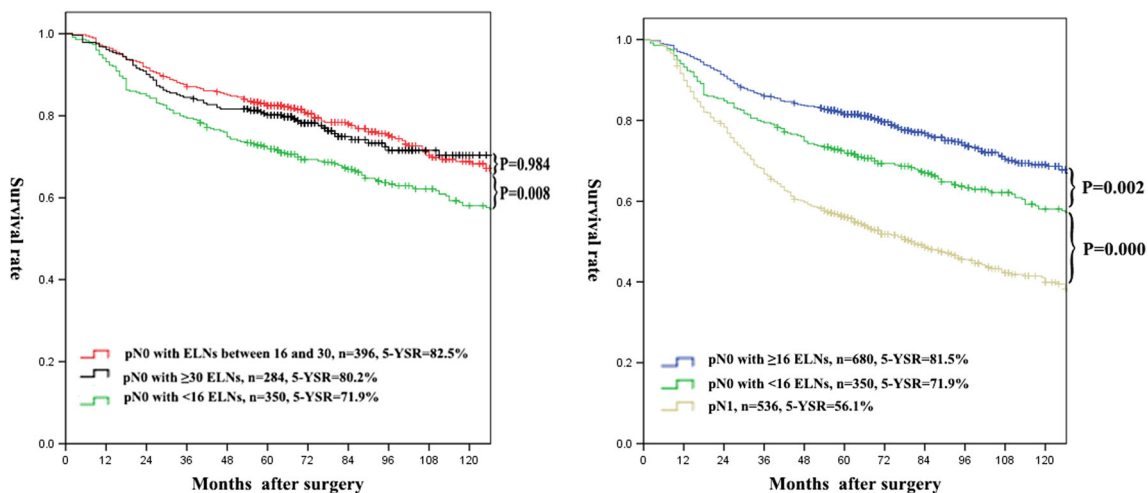 1.0
0.8
0.6
0.4
0.2
0.0
Survival rate
0 12 24 36 48 60 72 84 96 108 120
Months after surgery
P=0.984
P=0.008
pN0 with ELNs between 16 and 30, n=396, 5-YSR=82.5%
pN0 with ≥30 ELNs, n=284, 5-YSR=80.2%
pN0 with <16 ELNs, n=350, 5-YSR=71.9%
1.0
0.8
0.6
0.4
0.2
0.0
Survival rate
0 12 24 36 48 60 72 84 96 108 120
Months after surgery
P=0.002
P=0.000
pN0 with ≥16 ELNs, n=680, 5-YSR=81.5%
pN0 with <16 ELNs, n=350, 5-YSR=71.9%
pN1, n=536, 5-YSR=56.1%